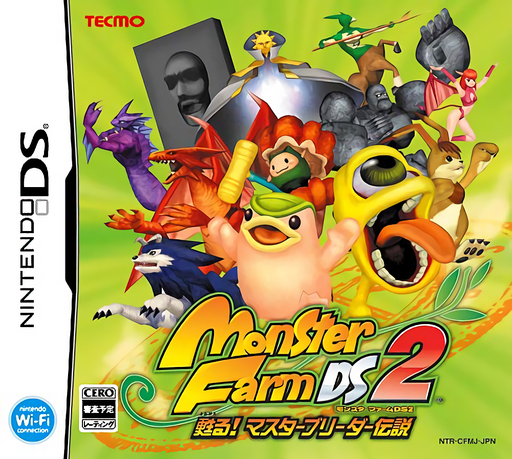 TECMO
NINTENDO DS®
Monster
Farm DS 2
モンスターファームDS2
甦る!マスターブリーダー伝説
CERO
審査予定
レーティング
Nintendo
Wi-Fi
CONNECTION
NTR-CFMJ-JPN